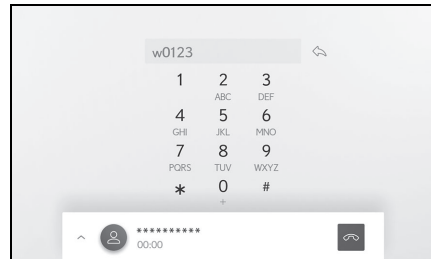 w0123
1 2 3
ABC DEF
4 5 6
GHI JKL MNO
7 8 9
PQRS TUV WXYZ
* 0 #
+
**********
00:00